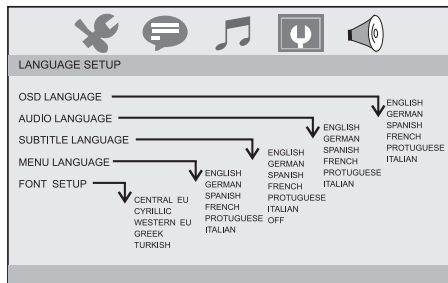 LANGUAGE SETUP
OSD LANGUAGE
ENGLISH
GERMAN
SPANISH
FRENCH
PROTUGUESE
ITALIAN
AUDIO LANGUAGE
ENGLISH
GERMAN
SPANISH
FRENCH
PROTUGUESE
ITALIAN
SUBTITLE LANGUAGE
ENGLISH
GERMAN
SPANISH
FRENCH
PROTUGUESE
ITALIAN
OFF
MENU LANGUAGE
ENGLISH
GERMAN
SPANISH
FRENCH
PROTUGUESE
ITALIAN
FONT SETUP
CENTRAL EU
CYRILLIC
WESTERN EU
GREEK
TURKISH